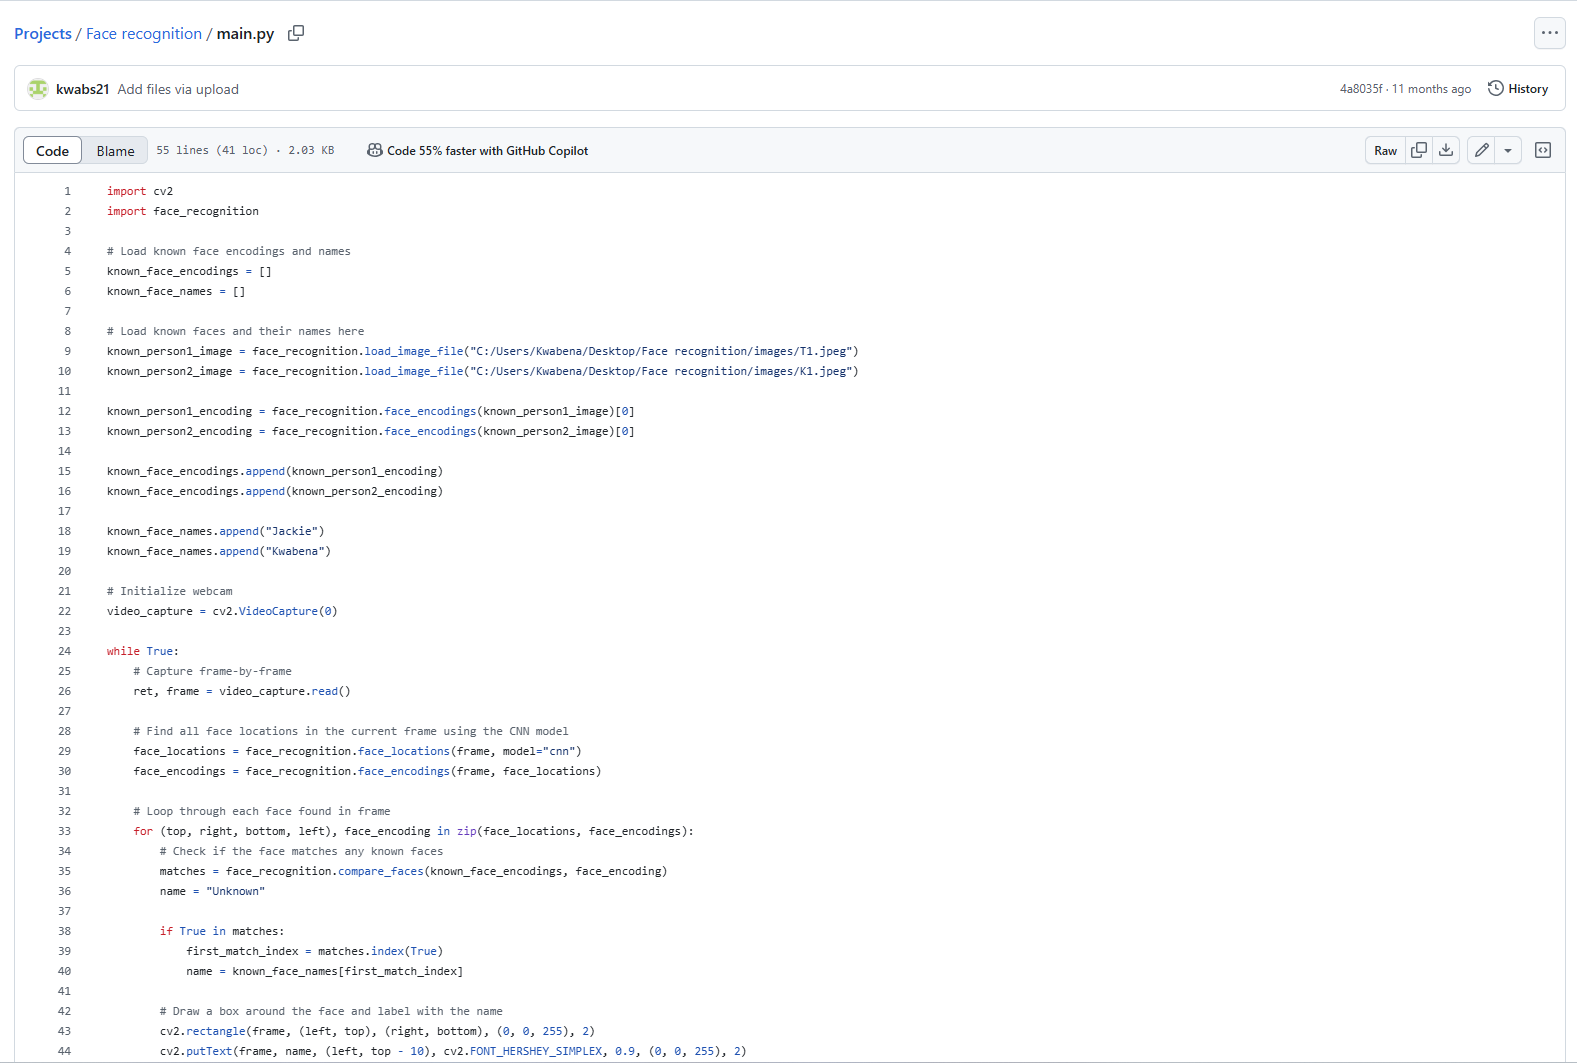 Projects / Face recognition / main.py
kwabs21 Add files via upload 4a8035f · 11 months ago History
Code Blame 55 lines (41 loc) · 2.03 KB Code 55% faster with GitHub Copilot Raw
1 import cv2
2 import face_recognition
3
4 # Load known face encodings and names
5 known_face_encodings = []
6 known_face_names = []
7
8 # Load known faces and their names here
9 known_person1_image = face_recognition.load_image_file("C:/Users/Kwabena/Desktop/Face recognition/images/T1.jpeg")
10 known_person2_image = face_recognition.load_image_file("C:/Users/Kwabena/Desktop/Face recognition/images/K1.jpeg")
11
12 known_person1_encoding = face_recognition.face_encodings(known_person1_image)[0]
13 known_person2_encoding = face_recognition.face_encodings(known_person2_image)[0]
14
15 known_face_encodings.append(known_person1_encoding)
16 known_face_encodings.append(known_person2_encoding)
17
18 known_face_names.append("Jackie")
19 known_face_names.append("Kwabena")
20
21 # Initialize webcam
22 video_capture = cv2.VideoCapture(0)
23
24 while True:
25     # Capture frame-by-frame
26     ret, frame = video_capture.read()
27
28     # Find all face locations in the current frame using the CNN model
29     face_locations = face_recognition.face_locations(frame, model="cnn")
30     face_encodings = face_recognition.face_encodings(frame, face_locations)
31
32     # Loop through each face found in frame
33     for (top, right, bottom, left), face_encoding in zip(face_locations, face_encodings):
34         # Check if the face matches any known faces
35         matches = face_recognition.compare_faces(known_face_encodings, face_encoding)
36         name = "Unknown"
37
38         if True in matches:
39             first_match_index = matches.index(True)
40             name = known_face_names[first_match_index]
41
42         # Draw a box around the face and label with the name
43         cv2.rectangle(frame, (left, top), (right, bottom), (0, 0, 255), 2)
44         cv2.putText(frame, name, (left, top - 10), cv2.FONT_HERSHEY_SIMPLEX, 0.9, (0, 0, 255), 2)